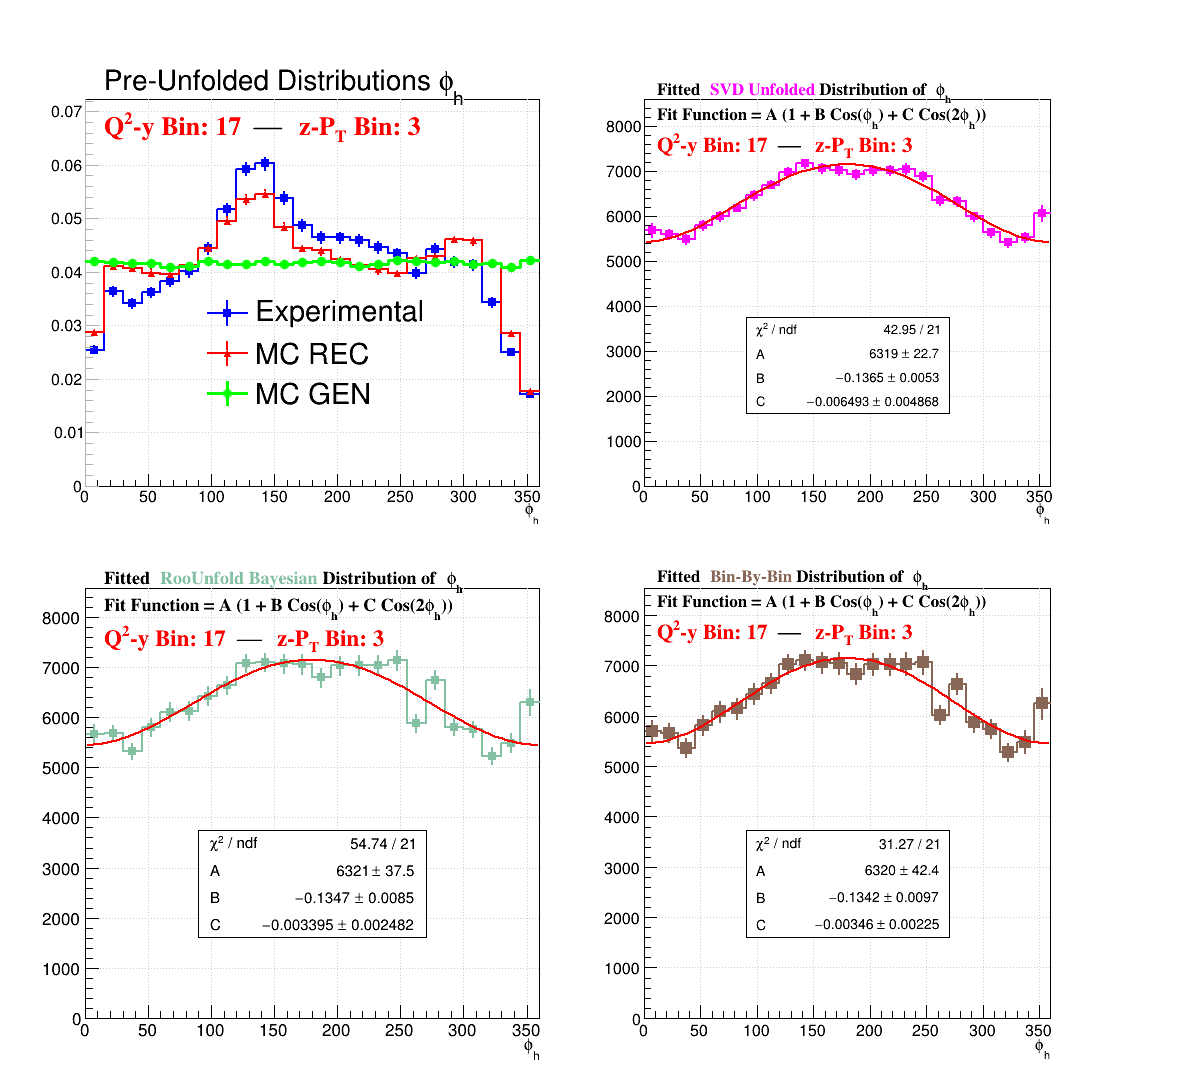 Pre-Unfolded Distributions ϕh
Q2-y Bin: 17 — z-PT Bin: 3
0.07
0.06
0.05
0.04
0.03
0.02
0.01
0
Experimental
MC REC
MC GEN
0 50 100 150 200 250 300 350
ϕh
Fitted SVD Unfolded Distribution of ϕh
Fit Function = A (1 + B Cos(ϕh) + C Cos(2ϕh))
Q2-y Bin: 17 — z-PT Bin: 3
8000
7000
6000
5000
4000
3000
2000
1000
0
χ2 / ndf 42.95 / 21
A 6319 ± 22.7
B −0.1365 ± 0.0053
C −0.006493 ± 0.004868
0 50 100 150 200 250 300 350
ϕh
Fitted RooUnfold Bayesian Distribution of ϕh
Fit Function = A (1 + B Cos(ϕh) + C Cos(2ϕh))
Q2-y Bin: 17 — z-PT Bin: 3
8000
7000
6000
5000
4000
3000
2000
1000
0
χ2 / ndf 54.74 / 21
A 6321 ± 37.5
B −0.1347 ± 0.0085
C −0.003395 ± 0.002482
0 50 100 150 200 250 300 350
ϕh
Fitted Bin-By-Bin Distribution of ϕh
Fit Function = A (1 + B Cos(ϕh) + C Cos(2ϕh))
Q2-y Bin: 17 — z-PT Bin: 3
8000
7000
6000
5000
4000
3000
2000
1000
0
χ2 / ndf 31.27 / 21
A 6320 ± 42.4
B −0.1342 ± 0.0097
C −0.00346 ± 0.00225
0 50 100 150 200 250 300 350
ϕh